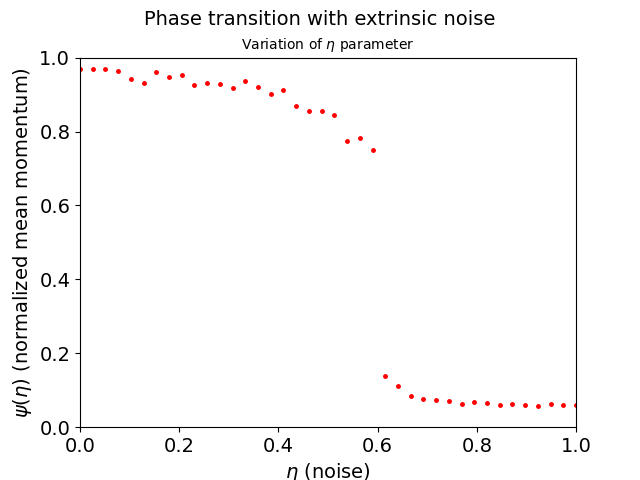 Phase transition with extrinsic noise
Variation of η parameter
1.0
0.8
0.6
0.4
0.2
0.0
ψ(η) (normalized mean momentum)
0.0 0.2 0.4 0.6 0.8 1.0
η (noise)